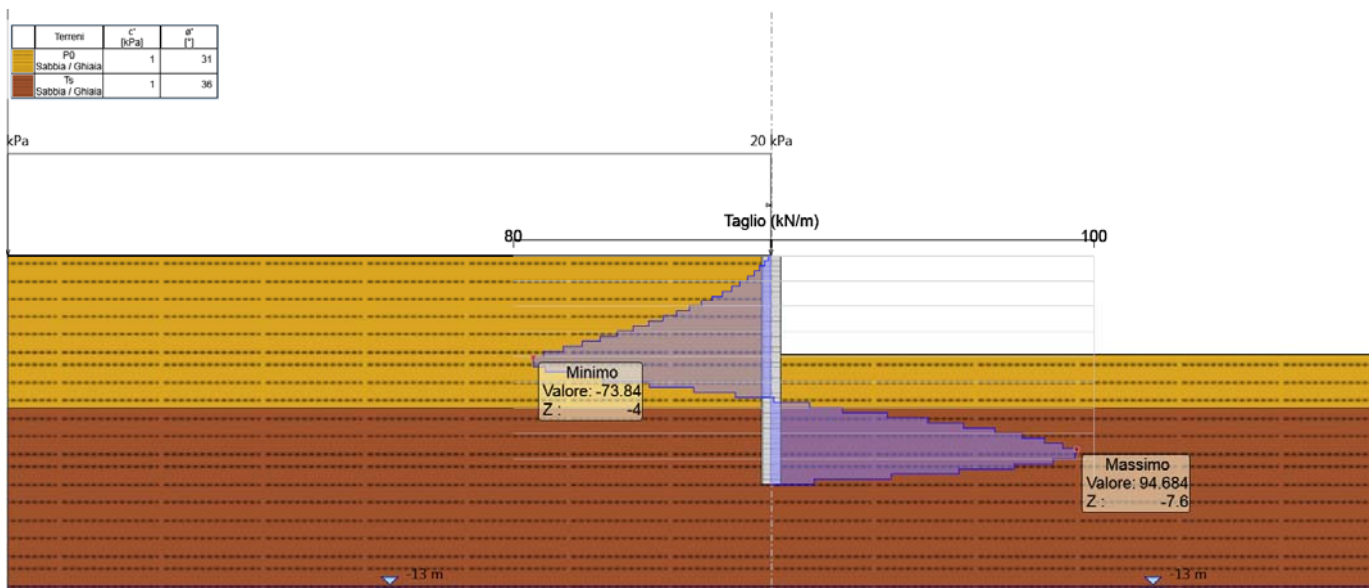 Terreni c' [kPa] ø' [°]
P0 Sabbia / Ghiaia 1 31
Ts Sabbia / Ghiaia 1 36
kPa
20 kPa
Taglio (kN/m)
80
100
Minimo
Valore: -73.84
Z : -4
Massimo
Valore: 94.684
Z : -7.6
-13 m
-13 m